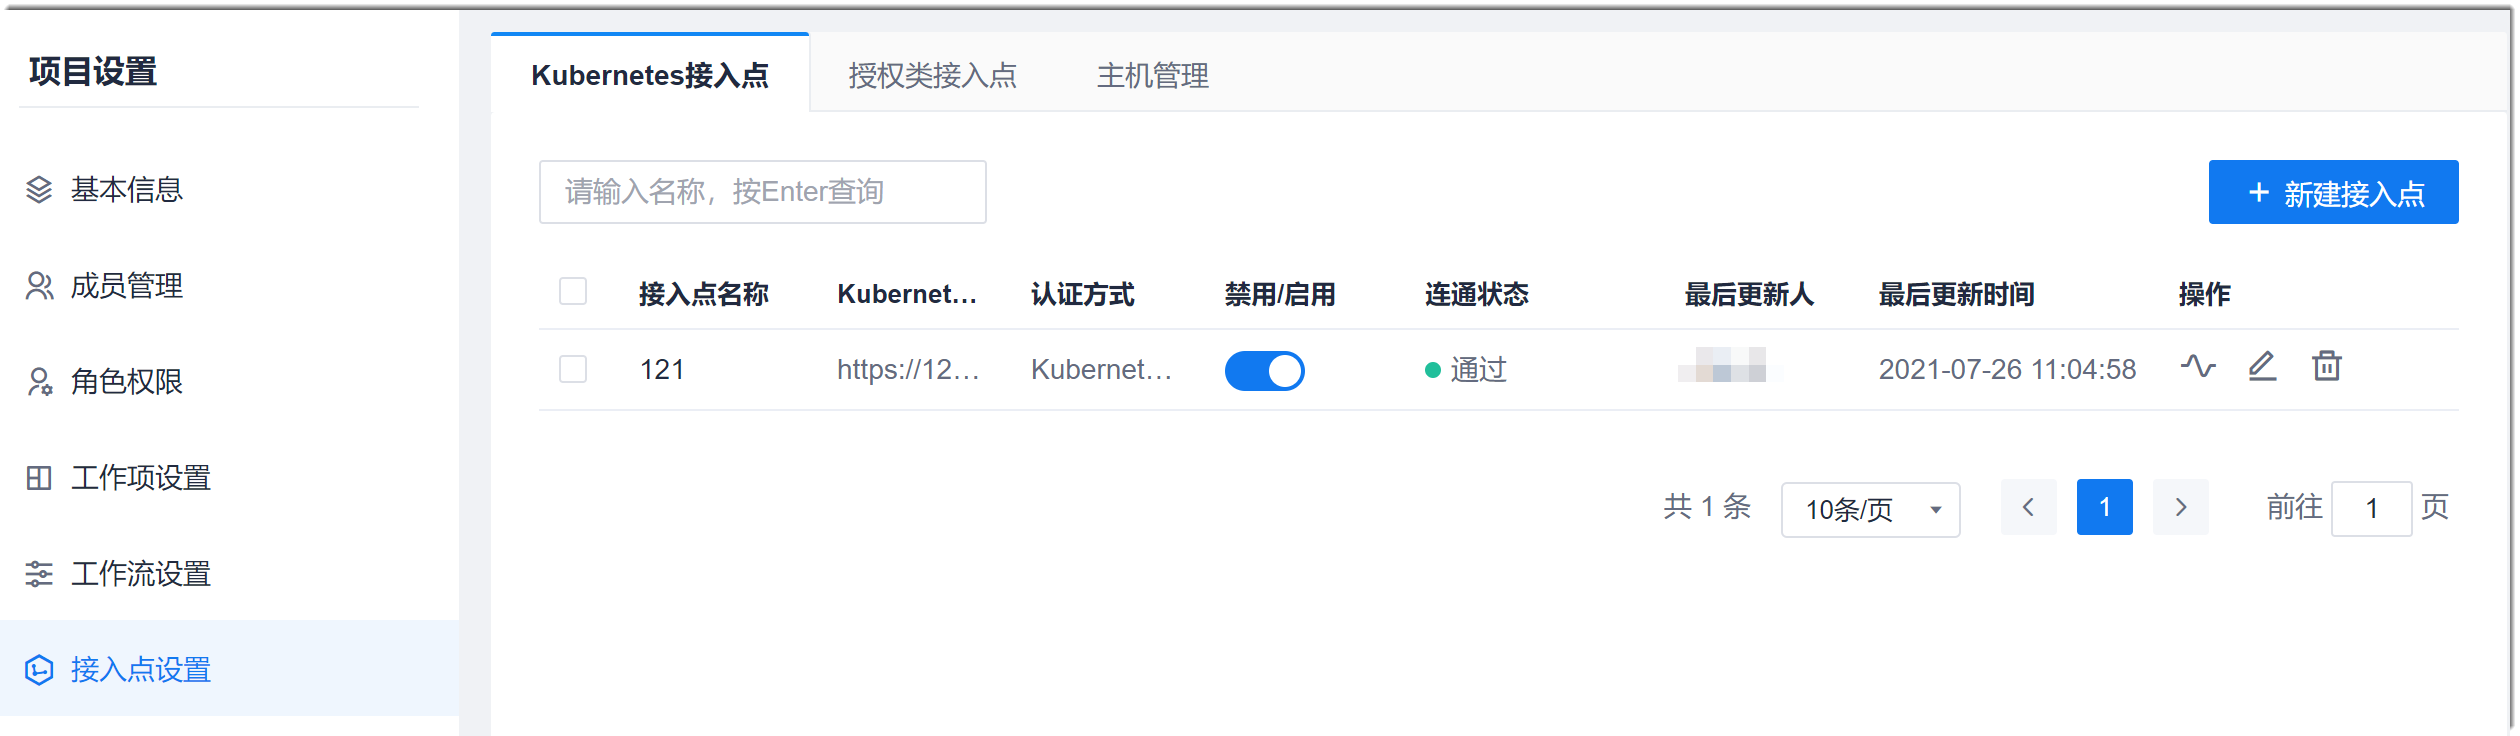 项目设置
基本信息
成员管理
角色权限
工作项设置
工作流设置
接入点设置
Kubernetes接入点 授权类接入点 主机管理
请输入名称，按Enter查询
+ 新建接入点
接入点名称 Kubernet... 认证方式 禁用/启用 连通状态 最后更新人 最后更新时间 操作
121 https://12... Kubernet... 通过 2021-07-26 11:04:58
共 1 条 10条/页 < 1 > 前往 1 页